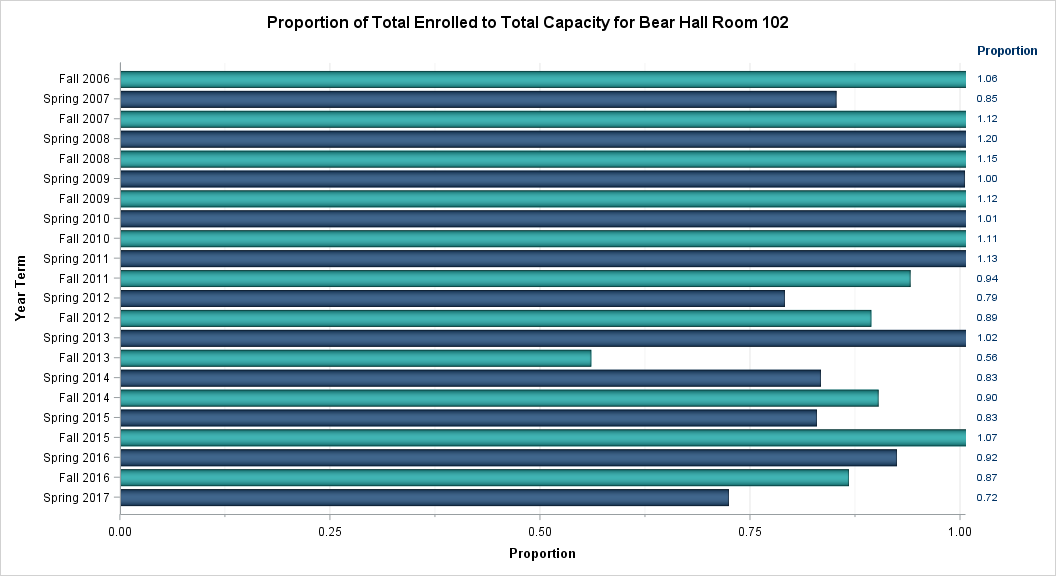 Proportion of Total Enrolled to Total Capacity for Bear Hall Room 102
Proportion
Fall 2006 1.06
Spring 2007 0.85
Fall 2007 1.12
Spring 2008 1.20
Fall 2008 1.15
Spring 2009 1.00
Fall 2009 1.12
Spring 2010 1.01
Fall 2010 1.11
Spring 2011 1.13
Fall 2011 0.94
Spring 2012 0.79
Fall 2012 0.89
Spring 2013 1.02
Fall 2013 0.56
Spring 2014 0.83
Fall 2014 0.90
Spring 2015 0.83
Fall 2015 1.07
Spring 2016 0.92
Fall 2016 0.87
Spring 2017 0.72
Year Term
0.00 0.25 0.50 0.75 1.00
Proportion